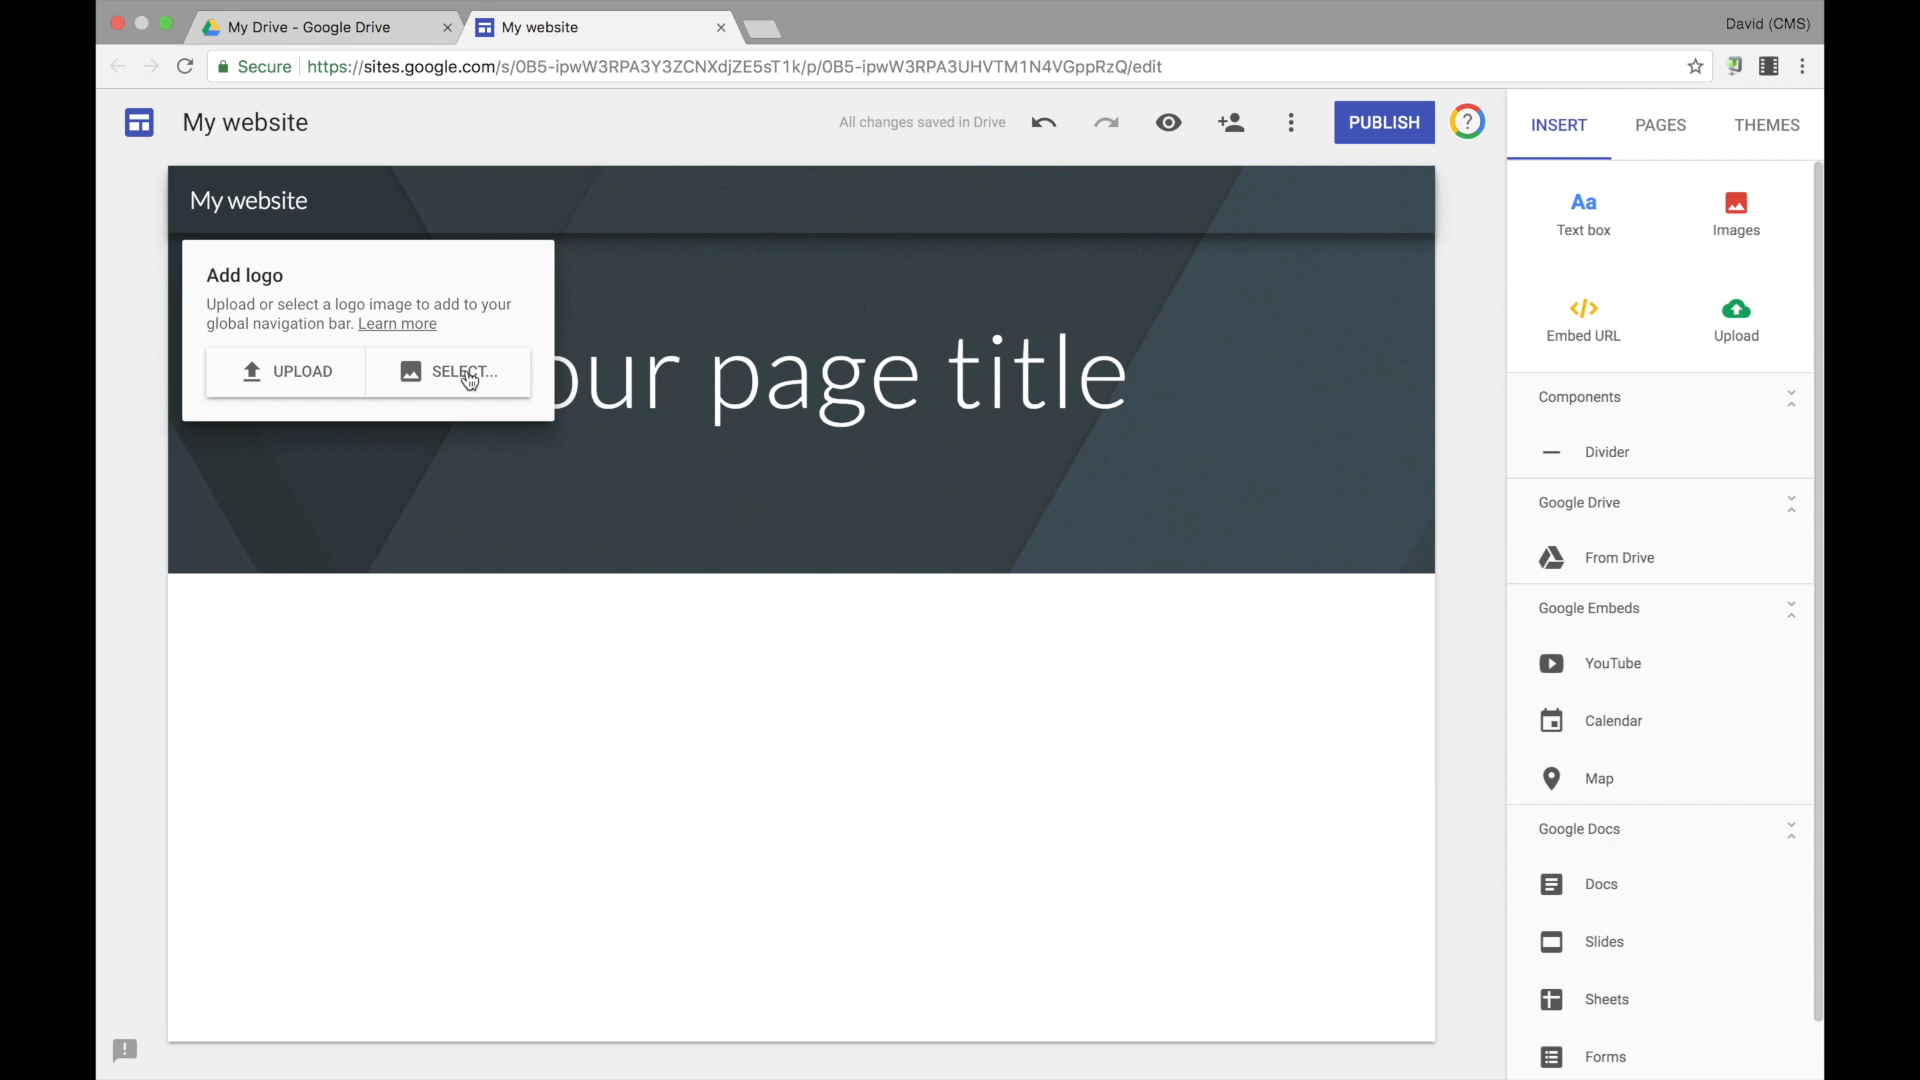 My Drive - Google Drive
My website
David (CMS)
Secure
https://sites.google.com/s/0B5-ipwW3RPA3Y3ZCNXdjZE5sT1k/p/0B5-ipwW3RPA3UHVTM1N4VGppRzQ/edit
My website
All changes saved in Drive
PUBLISH
?
INSERT
PAGES
THEMES
My website
Add logo
Upload or select a logo image to add to your
global navigation bar. Learn more
UPLOAD
SELECT...
our page title
Aa
Text box
Images
Embed URL
Upload
Components
Divider
Google Drive
From Drive
Google Embeds
YouTube
Calendar
Map
Google Docs
Docs
Slides
Sheets
Forms